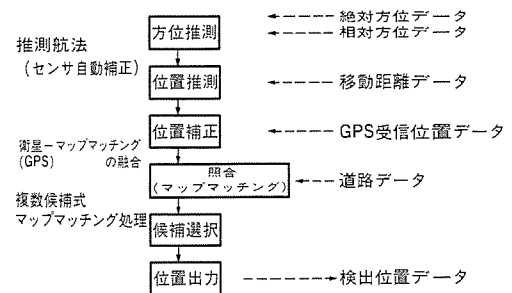 絶対方位データ
方位推測
相対方位データ
推測航法
(センサ自動補正)
位置推測
移動距離データ
位置補正
GPS受信位置データ
衛星−マップマッチング
(GPS) の融合
照合
(マップマッチング)
道路データ
複数候補式
マップマッチング処理
候補選択
位置出力
検出位置データ